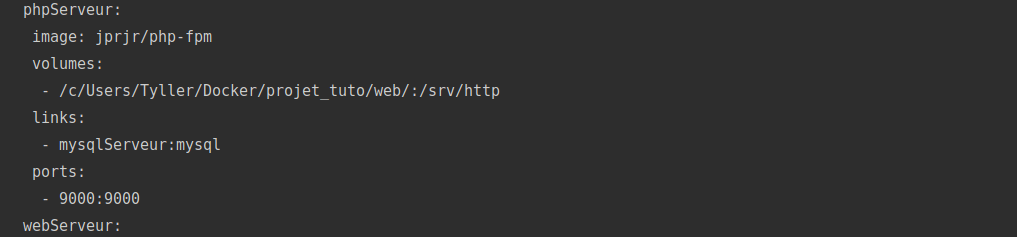 phpServeur:
image: jprjr/php-fpm
volumes:
- /c/Users/Tyller/Docker/projet_tuto/web/:/srv/http
links:
- mysqlServeur:mysql
ports:
- 9000:9000
webServeur: